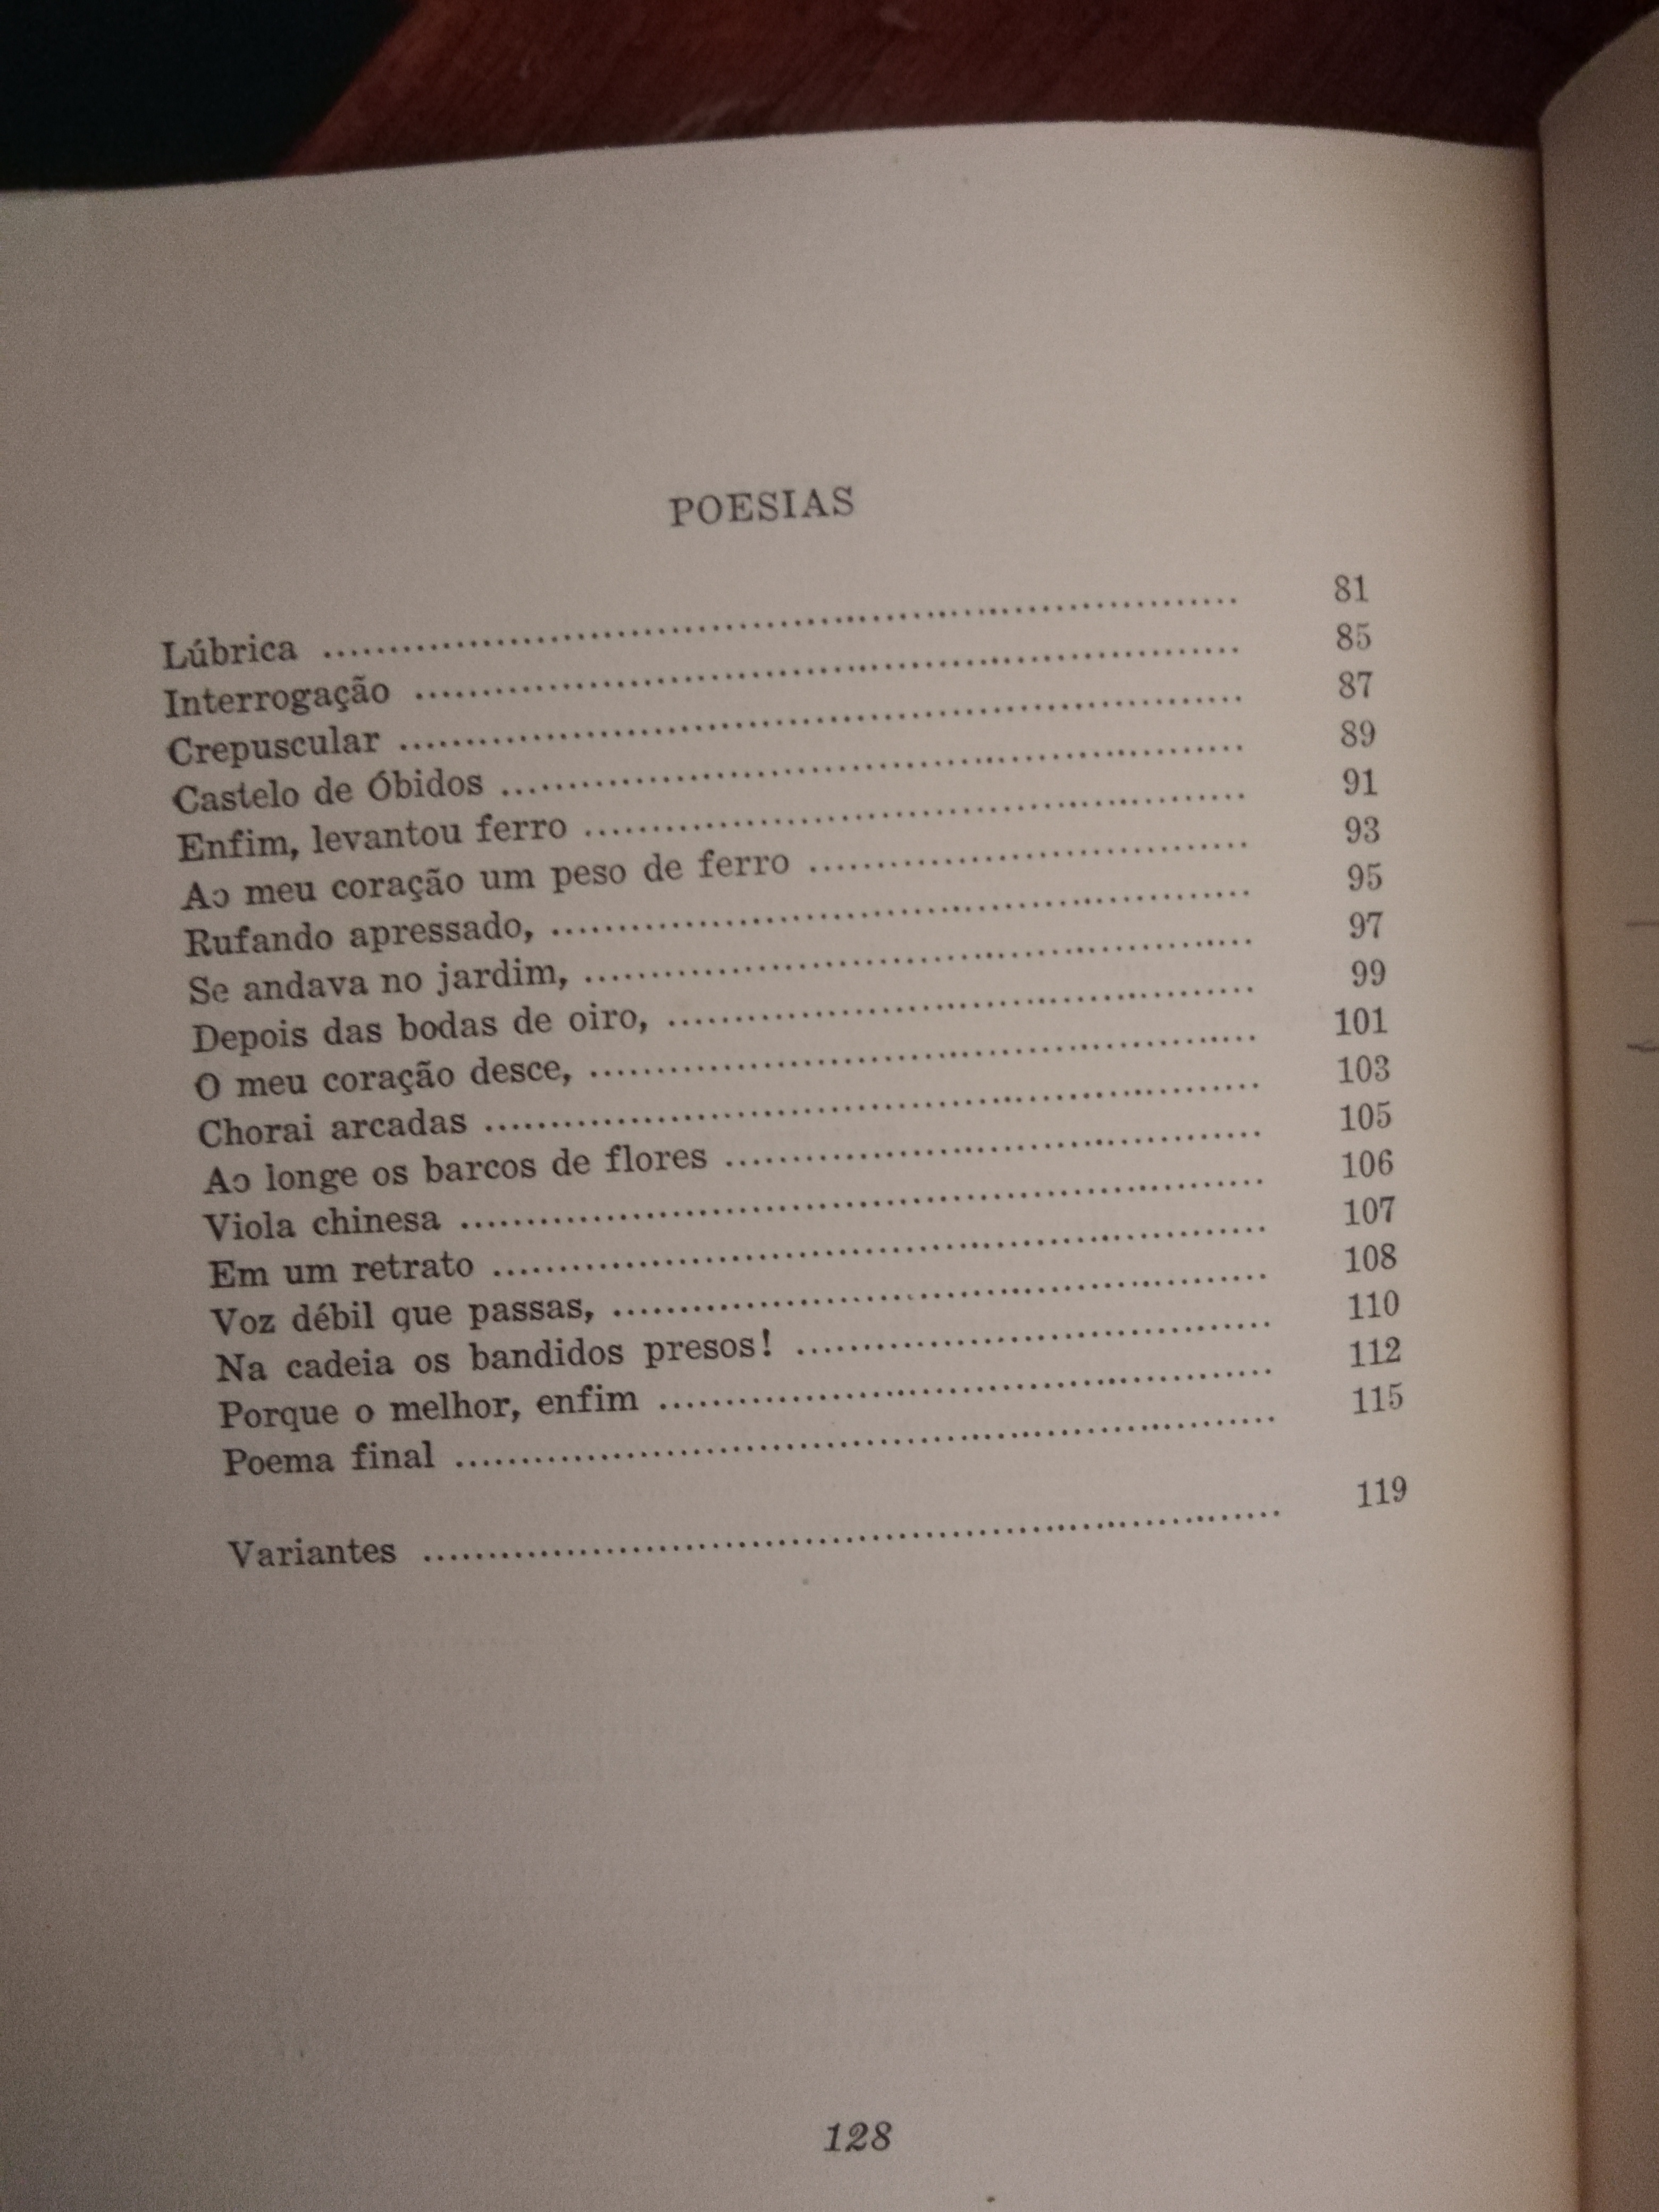 POESIAS
Lúbrica ........................................ 81
Interrogação ........................................ 85
Crepuscular ........................................ 87
Castelo de Óbidos ........................................ 89
Enfim, levantou ferro ........................................ 91
Ao meu coração um peso de ferro ........................................ 93
Rufando apressado, ........................................ 95
Se andava no jardim, ........................................ 97
Depois das bodas de oiro, ........................................ 99
O meu coração desce, ........................................ 101
Chorai arcadas ........................................ 103
Ao longe os barcos de flores ........................................ 105
Viola chinesa ........................................ 106
Em um retrato ........................................ 107
Voz débil que passas, ........................................ 108
Na cadeia os bandidos presos! ........................................ 110
Porque o melhor, enfim ........................................ 112
Poema final ........................................ 115
Variantes ........................................ 119
128